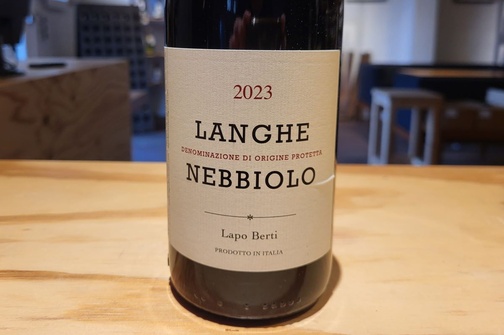 2023
LANGHE
DENOMINAZIONE DI ORIGINE PROTETTA
NEBBIOLO
Lapo Berti
PRODOTTO IN ITALIA